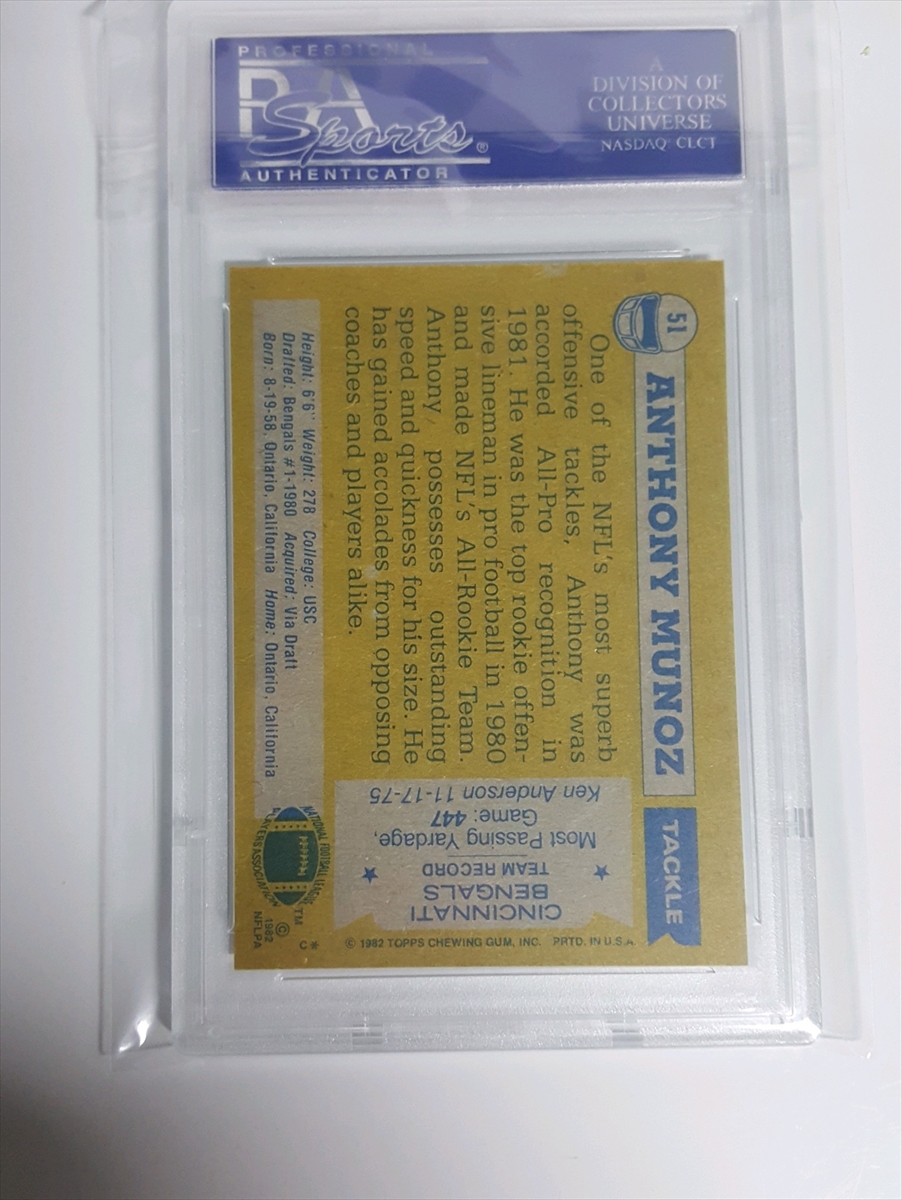 PROFESSIONAL
PSA
Sports®
AUTHENTICATOR
A
DIVISION OF
COLLECTORS
UNIVERSE
NASDAQ: CLCT
51
ANTHONY MUNOZ
TACKLE
One of the NFL's most superb
offensive tackles, Anthony was
accorded All-Pro recognition in
1981. He was the top rookie offen-
sive lineman in pro football in 1980
and made NFL's All-Rookie Team.
Anthony possesses outstanding
speed and quickness for his size. He
has gained accolades from opposing
coaches and players alike.
Height: 6'6" Weight: 278 College: USC
Drafted: Bengals #1-1980 Acquired: Via Draft
Born: 8-19-58, Ontario, California Home: Ontario, California
CINCINNATI
BENGALS
TEAM RECORD
Most Passing Yardage,
Game: 447
Ken Anderson 11-17-75
NATIONAL FOOTBALL LEAGUE
PLAYERS ASSOCIATION
TM
©
1982
NFLPA
C*
© 1982 TOPPS CHEWING GUM, INC. PRTD. IN U.S.A.